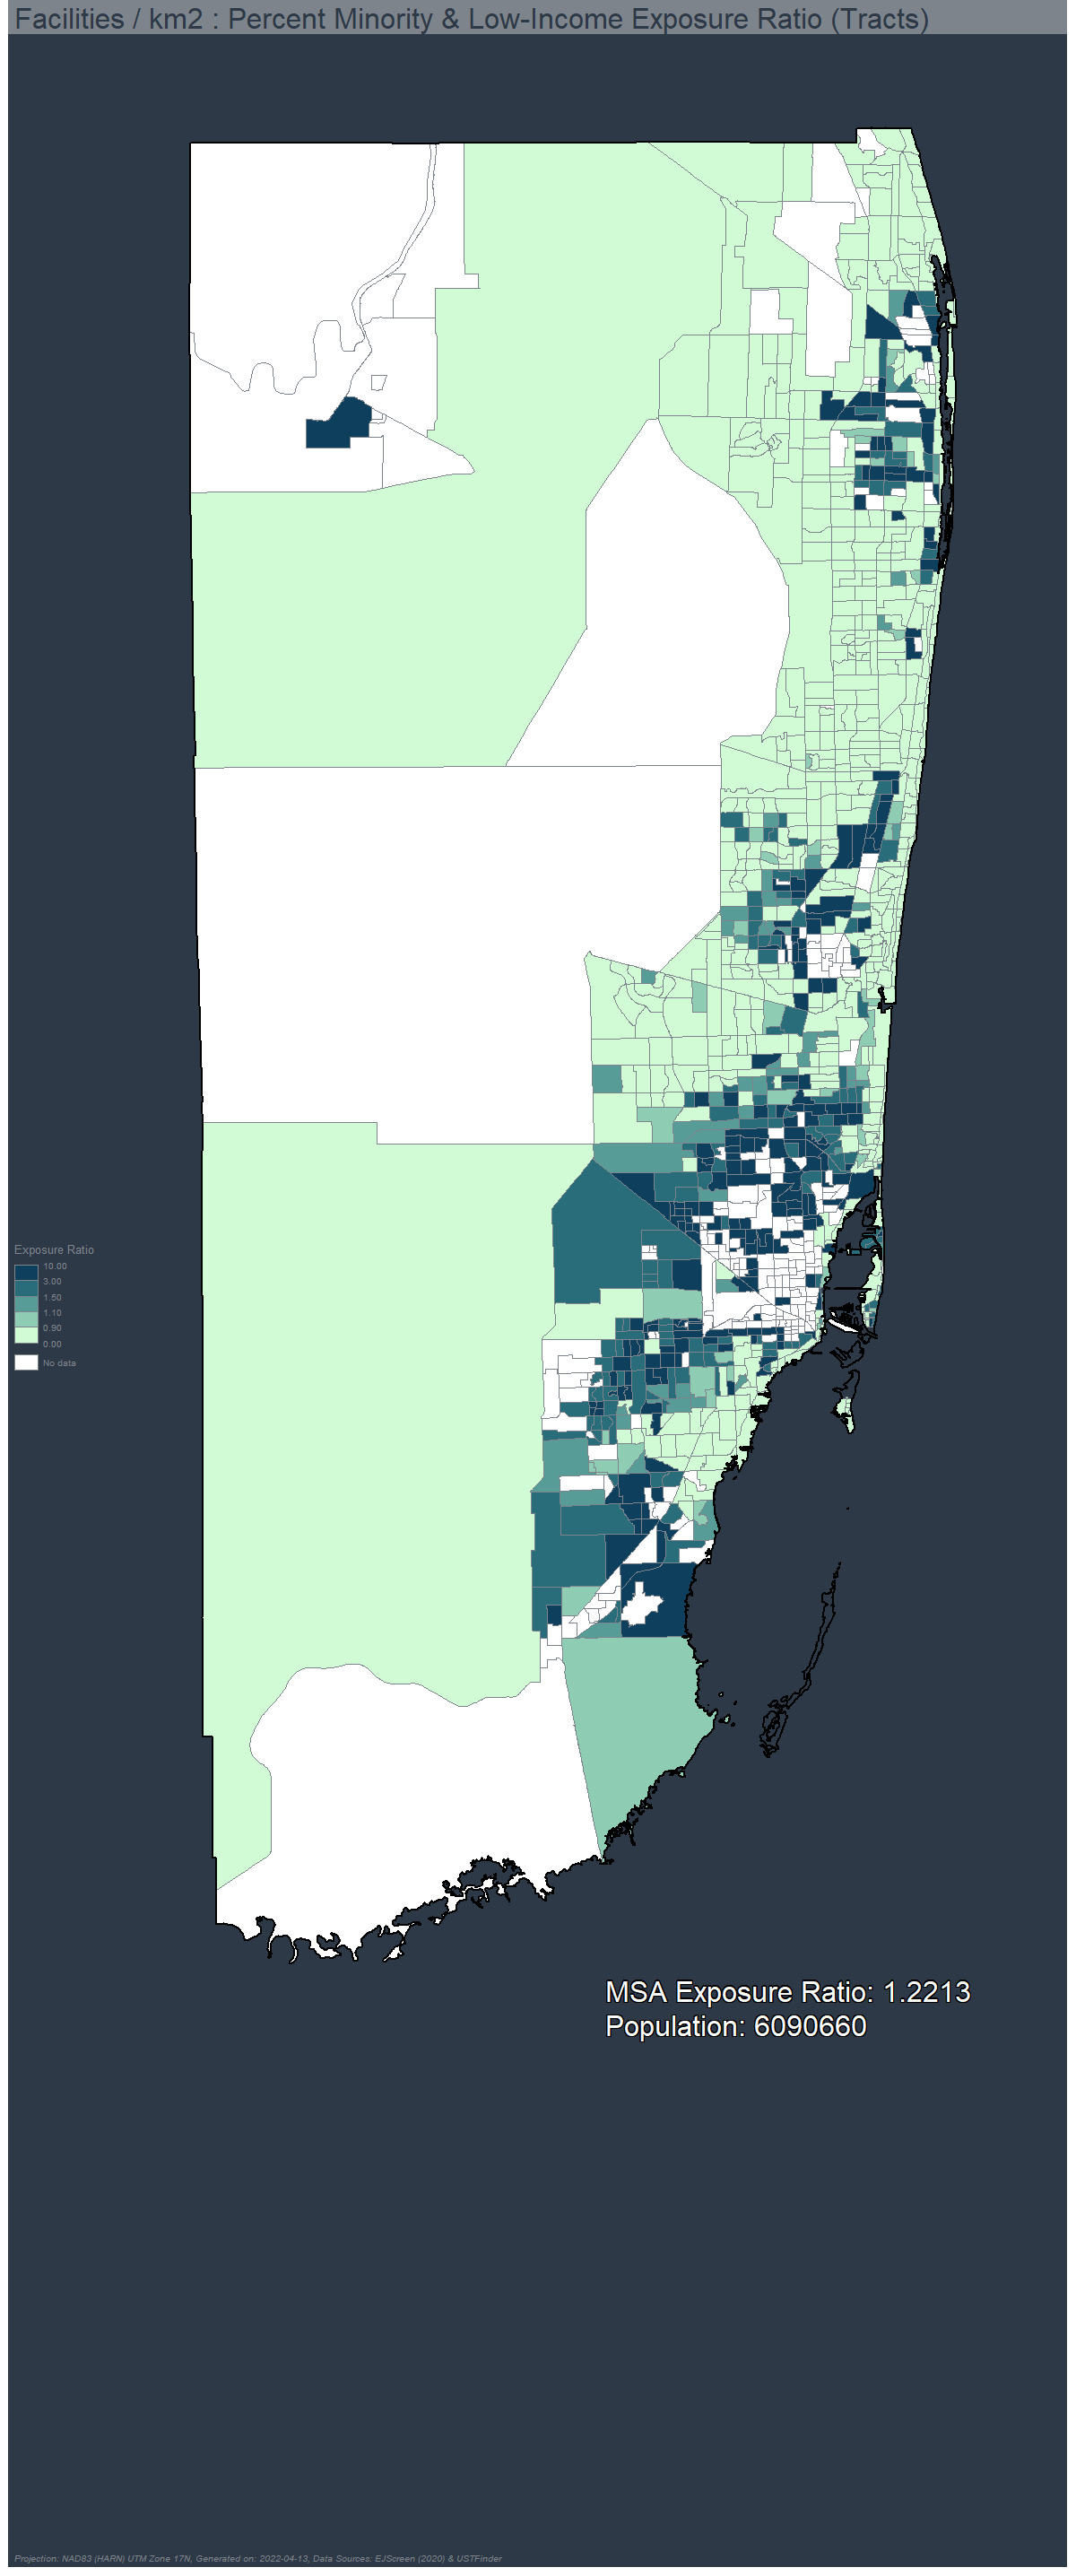 Facilities / km2 : Percent Minority & Low-Income Exposure Ratio (Tracts)
Exposure Ratio
10.00
3.00
1.50
1.10
0.90
0.00
No data
MSA Exposure Ratio: 1.2213
Population: 6090660
Projection: NAD83 (HARN) UTM Zone 17N, Generated on: 2022-04-13, Data Sources: EJScreen (2020) & USTFinder